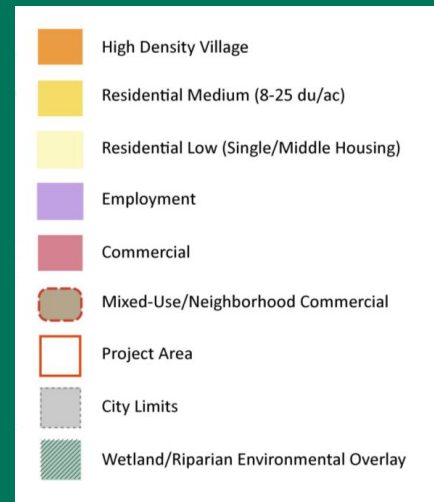 High Density Village
Residential Medium (8-25 du/ac)
Residential Low (Single/Middle Housing)
Employment
Commercial
Mixed-Use/Neighborhood Commercial
Project Area
City Limits
Wetland/Riparian Environmental Overlay